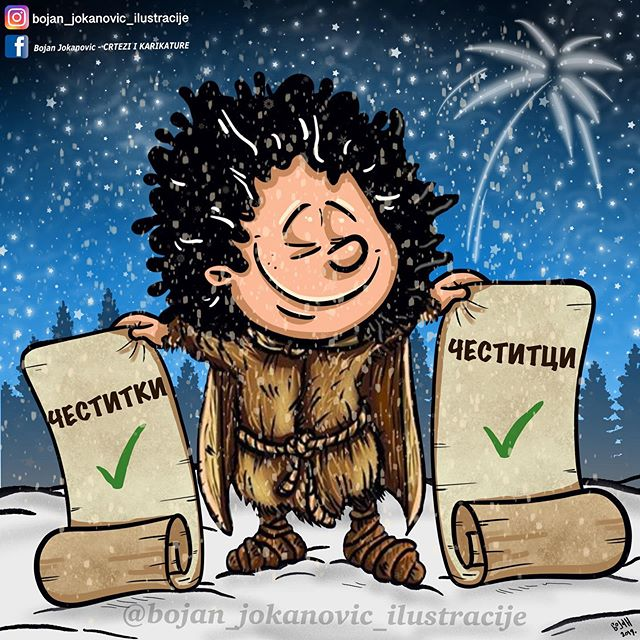 bojan_jokanovic_ilustracije
Bojan Jokanovic - CRTEZI I KARIKATURE
ЧЕСТИТКИ
ЧЕСТИТЦИ
@bojan_jokanovic_ilustracije